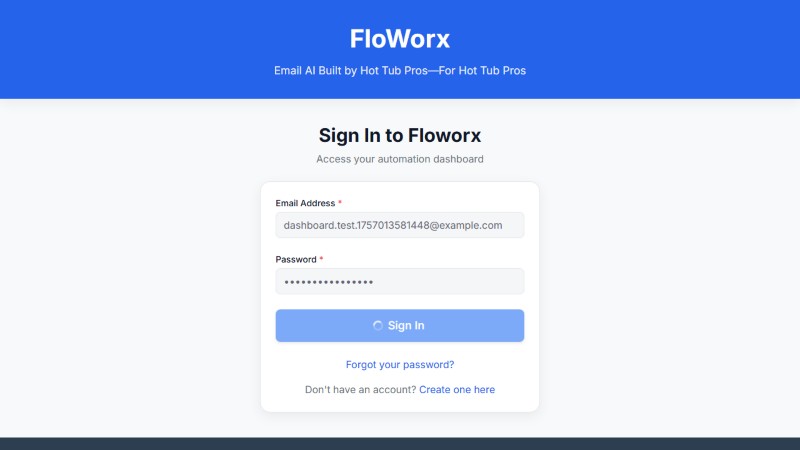 FloWorx
Email AI Built by Hot Tub Pros—For Hot Tub Pros
Sign In to Floworx
Access your automation dashboard
Email Address *
dashboard.test.1757013581448@example.com
Password *
••••••••••••••••
Sign In
Forgot your password?
Don't have an account? Create one here